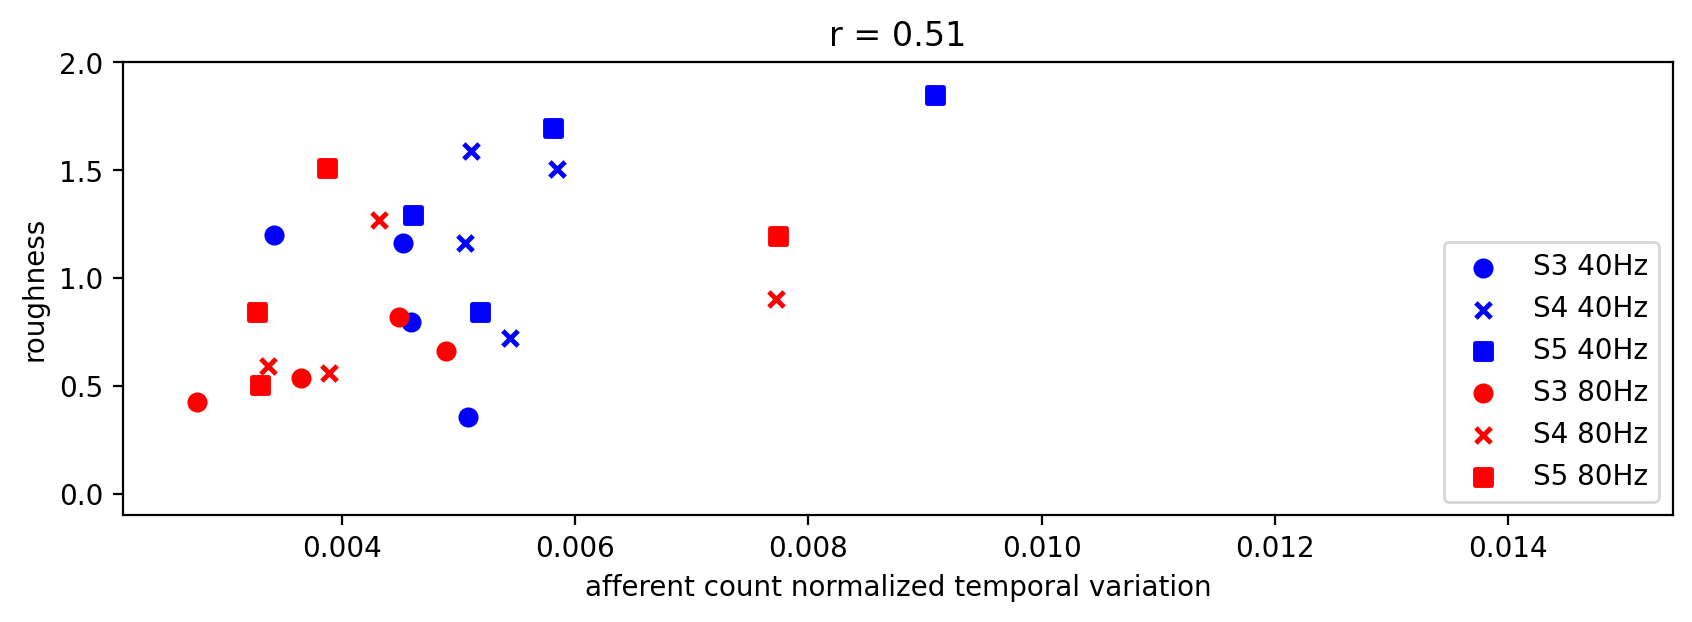 r = 0.51
2.0
1.5
1.0
0.5
0.0
roughness
S3 40Hz
S4 40Hz
S5 40Hz
S3 80Hz
S4 80Hz
S5 80Hz
0.004 0.006 0.008 0.010 0.012 0.014
afferent count normalized temporal variation